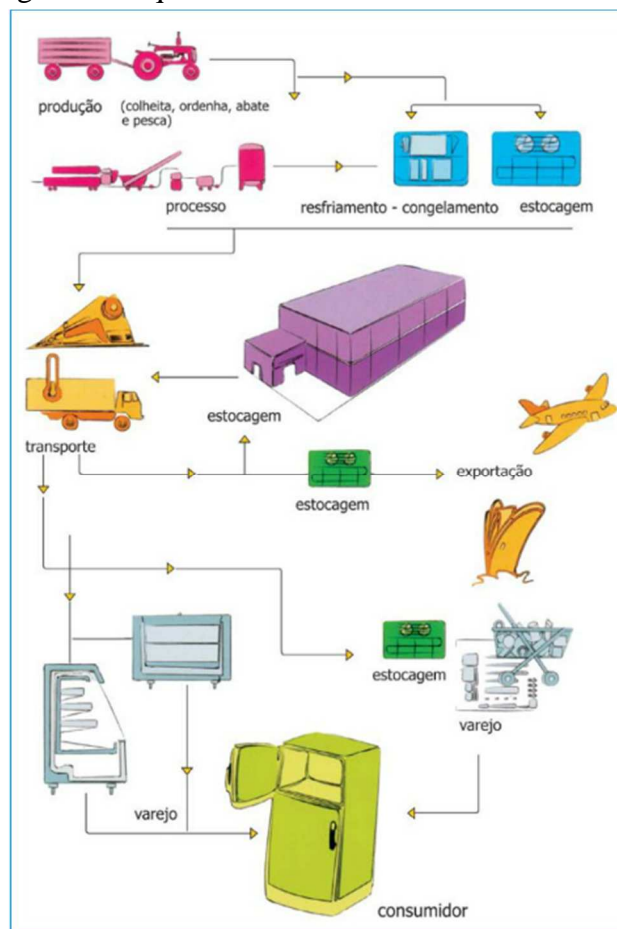 produção
(colheita, ordenha, abate
e pesca)
processo
resfriamento - congelamento
estocagem
estocagem
transporte
exportação
estocagem
estocagem
varejo
varejo
consumidor